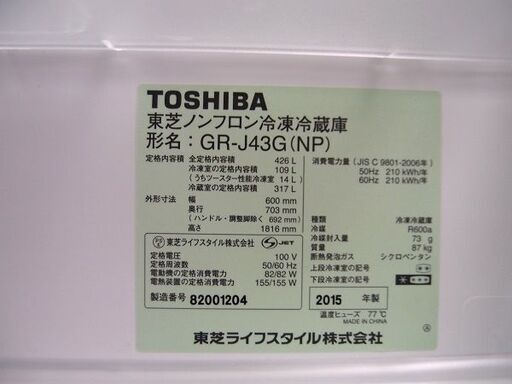 TOSHIBA
東芝ノンフロン冷凍冷蔵庫
形名：GR-J43G(NP)
定格内容積 全定格内容積 426 L
冷凍室の定格内容積 109 L
(うちツースター性能冷凍室 14 L)
冷蔵室の定格内容積 317 L
外形寸法 幅 600 mm
奥行 703 mm
(ハンドル・調整脚除く 692 mm)
高さ 1816 mm
東芝ライフスタイル株式会社 JET
定格電圧 100 V
定格周波数 50/60 Hz
電動機の定格消費電力 82/82 W
電熱装置の定格消費電力 155/155 W
製造番号 82001204
消費電力量 (JIS C 9801-2006年)
50Hz 210 kWh/年
60Hz 210 kWh/年
種類 冷凍冷蔵庫
冷媒 R600a
冷媒封入量 73 g
質量 87 kg
断熱発泡ガス シクロペンタン
上段冷凍室の記号
下段冷凍室の記号
2015 年製
温度ヒューズ 77℃
MADE IN CHINA
東芝ライフスタイル株式会社